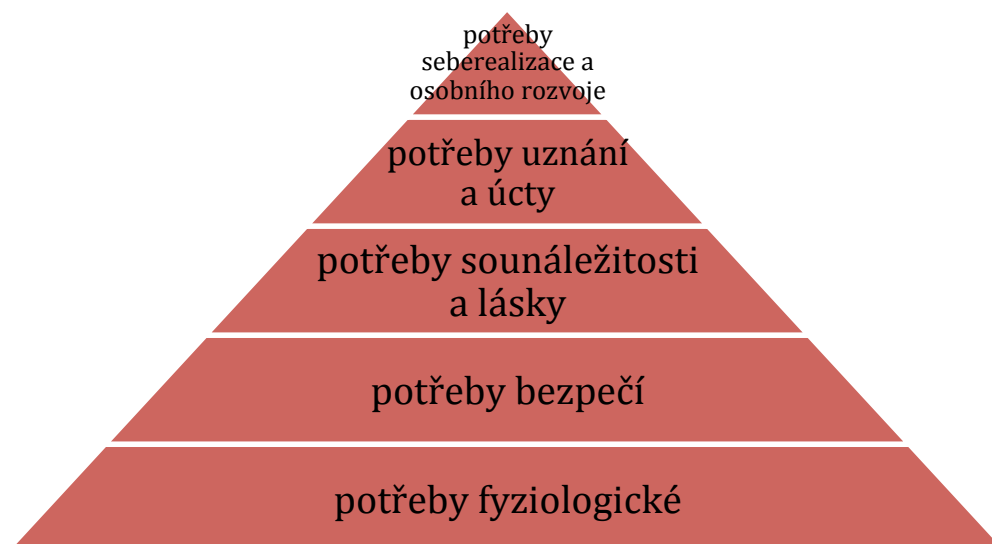 potřeby
seberealizace a
osobního rozvoje
potřeby uznání
a úcty
potřeby sounáležitosti
a lásky
potřeby bezpečí
potřeby fyziologické